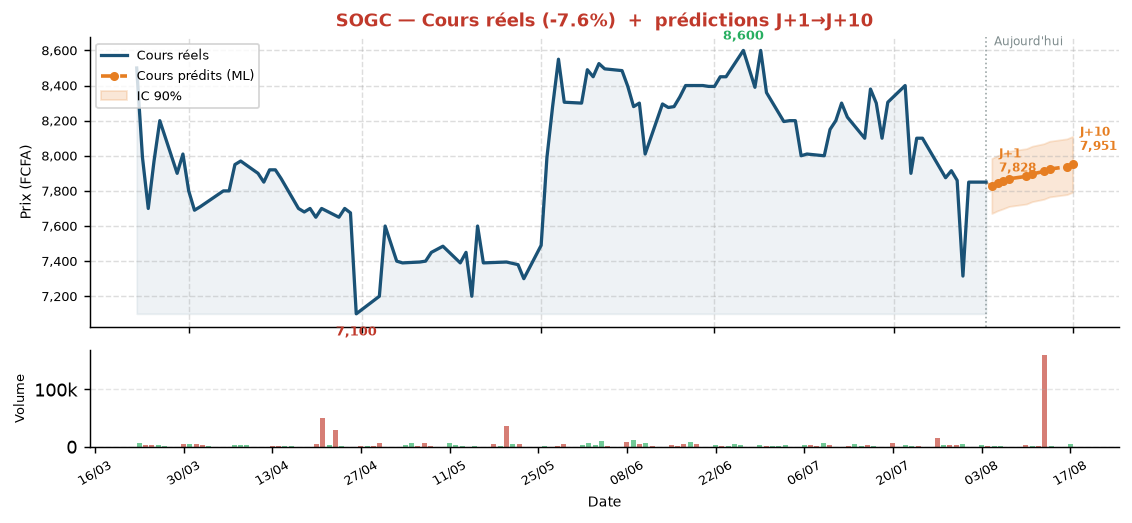 SOGC — Cours réels (-7.6%)  +  prédictions J+1→J+10
8,600
Aujourd'hui
Cours réels
Cours prédits (ML)
IC 90%
J+10
7,951
J+1
7,828
7,100
Prix (FCFA)
8,600
8,400
8,200
8,000
7,800
7,600
7,400
7,200
Volume
100k
0
16/03
30/03
13/04
27/04
11/05
25/05
08/06
22/06
06/07
20/07
03/08
17/08
Date